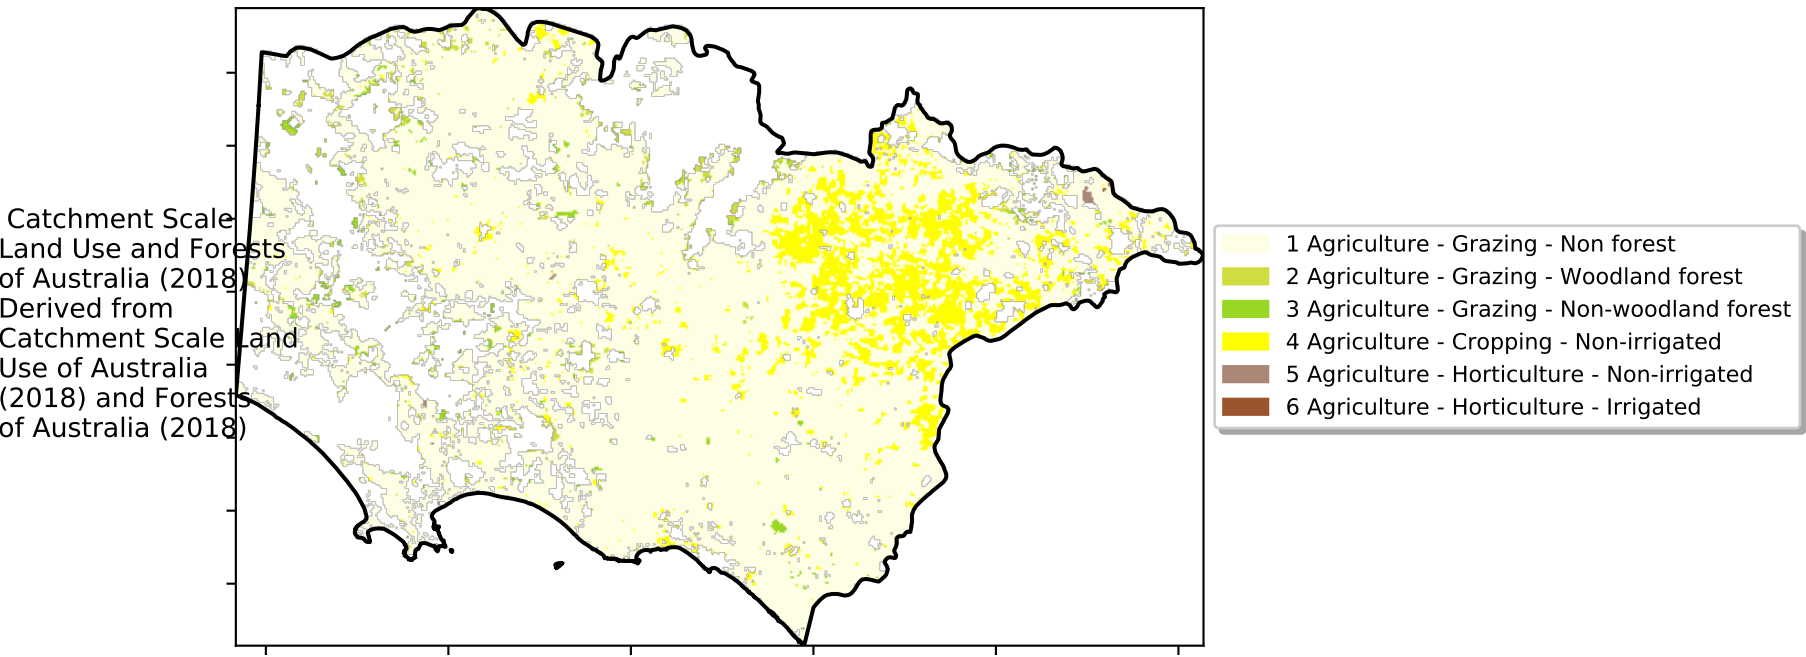 Catchment Scale
Land Use and Forests
of Australia (2018)
Derived from
Catchment Scale Land
Use of Australia
(2018) and Forests
of Australia (2018)
1 Agriculture - Grazing - Non forest
2 Agriculture - Grazing - Woodland forest
3 Agriculture - Grazing - Non-woodland forest
4 Agriculture - Cropping - Non-irrigated
5 Agriculture - Horticulture - Non-irrigated
6 Agriculture - Horticulture - Irrigated